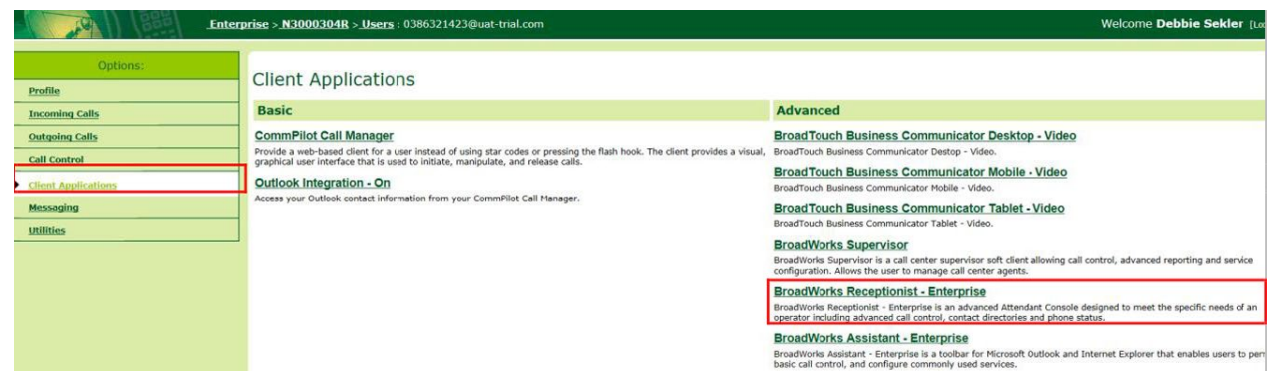 Enterprise > N3000304R > Users : 0386321423@uat-trial.com
Welcome Debbie Sekler
Options:
Profile
Incoming Calls
Outgoing Calls
Call Control
Client Applications
Messaging
Utilities
Client Applications
Basic
CommPilot Call Manager
Provide a web-based client for a user instead of using star codes or pressing the flash hook. The client provides a visual,
graphical user interface that is used to initiate, manipulate, and release calls.
Outlook Integration - On
Access your Outlook contact information from your CommPilot Call Manager.
Advanced
BroadTouch Business Communicator Desktop - Video
BroadTouch Business Communicator Destop - Video.
BroadTouch Business Communicator Mobile - Video
BroadTouch Business Communicator Mobile - Video.
BroadTouch Business Communicator Tablet - Video
BroadTouch Business Communicator Tablet - Video.
BroadWorks Supervisor
BroadWorks Supervisor is a call center supervisor soft client allowing call control, advanced reporting and service
configuration. Allows the user to manage call center agents.
BroadWorks Receptionist - Enterprise
BroadWorks Receptionist - Enterprise is an advanced Attendant Console designed to meet the specific needs of an
operator including advanced call control, contact directories and phone status.
BroadWorks Assistant - Enterprise
BroadWorks Assistant - Enterprise is a toolbar for Microsoft Outlook and Internet Explorer that enables users to
basic call control, and configure commonly used services.